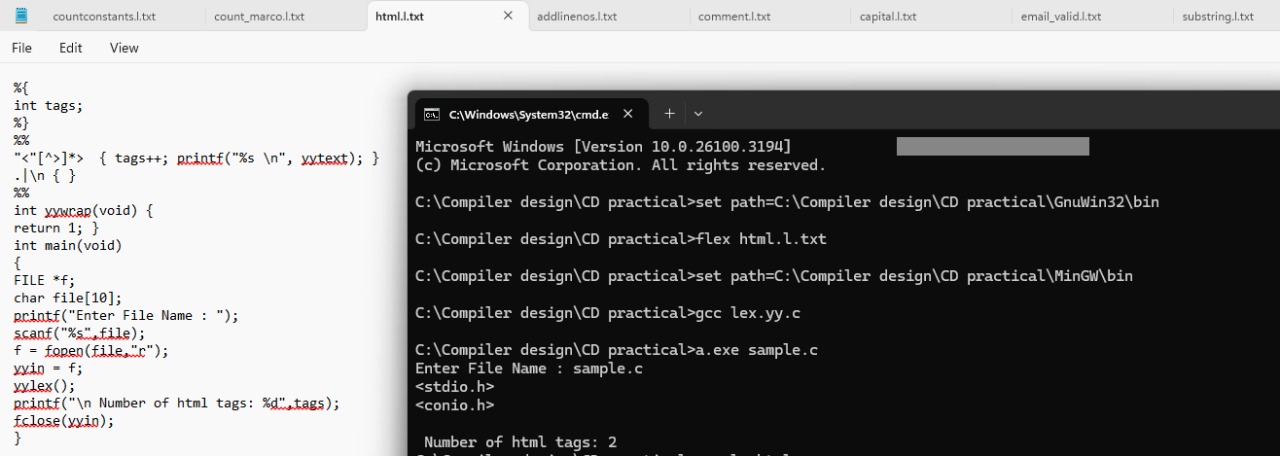 countconstants.l.txt count_marco.l.txt html.l.txt addlinenos.l.txt comment.l.txt capital.l.txt email_valid.l.txt substring.l.txt
File Edit View
%{
int tags;
%}
%%
"<"[^>]*> { tags++; printf("%s \n", yytext); }
.|\n { }
%%
int yywrap(void) {
return 1; }
int main(void)
{
FILE *f;
char file[10];
printf("Enter File Name : ");
scanf("%s",file);
f = fopen(file,"r");
yyin = f;
yylex();
printf("\n Number of html tags: %d",tags);
fclose(yyin);
}
C:\Windows\System32\cmd.e
Microsoft Windows [Version 10.0.26100.3194]
(c) Microsoft Corporation. All rights reserved.
C:\Compiler design\CD practical>set path=C:\Compiler design\CD practical\GnuWin32\bin
C:\Compiler design\CD practical>flex html.l.txt
C:\Compiler design\CD practical>set path=C:\Compiler design\CD practical\MinGW\bin
C:\Compiler design\CD practical>gcc lex.yy.c
C:\Compiler design\CD practical>a.exe sample.c
Enter File Name : sample.c
<stdio.h>
<conio.h>
Number of html tags: 2